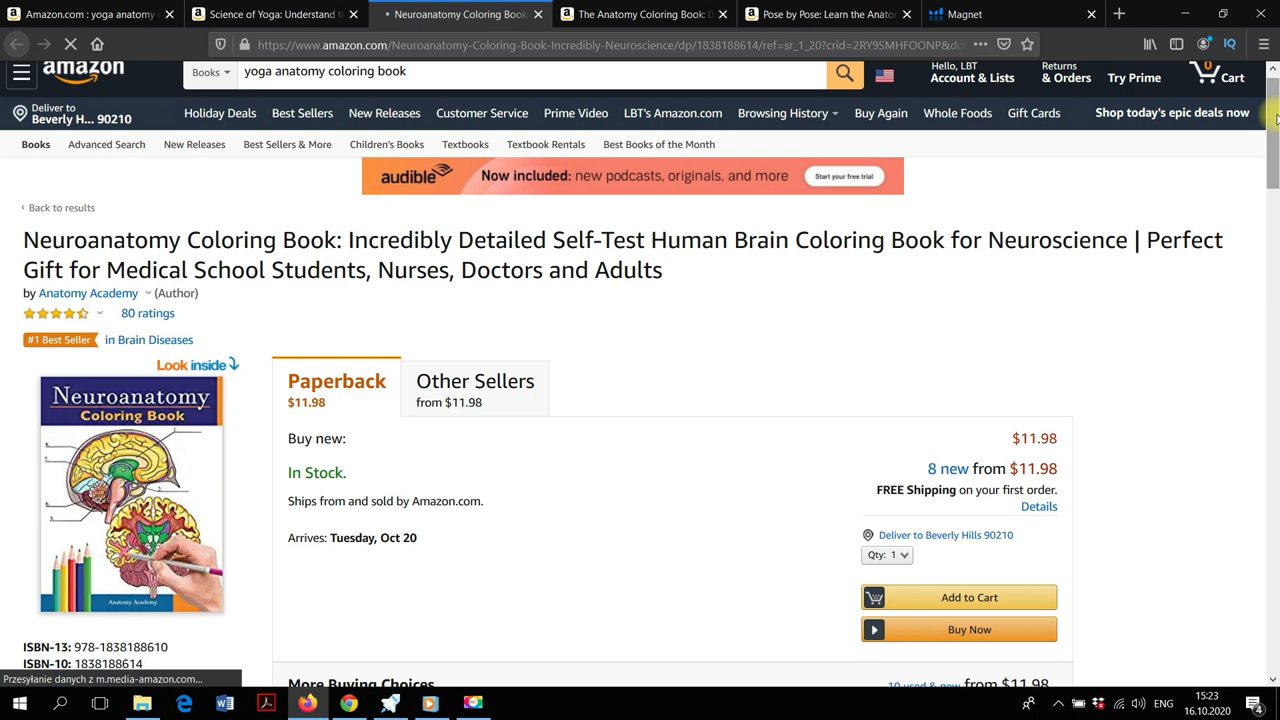 Amazon.com : yoga anatomy
Science of Yoga: Understand t
Neuroanatomy Coloring Book:
The Anatomy Coloring Book: 0
Pose by Pose: Learn the Anato
Magnet
https://www.amazon.com/Neuroanatomy-Coloring-Book-Incredibly-Neuroscience/dp/1838188614/ref=sr_1_20?crid=2RY9SMHFOONP&dc
IQ
amazon
Books
yoga anatomy coloring book
Hello, LBT
Account & Lists
Returns
& Orders
Try Prime
0
Cart
Deliver to
Beverly H... 90210
Holiday Deals
Best Sellers
New Releases
Customer Service
Prime Video
LBT's Amazon.com
Browsing History
Buy Again
Whole Foods
Gift Cards
Shop today's epic deals now
Books
Advanced Search
New Releases
Best Sellers & More
Children's Books
Textbooks
Textbook Rentals
Best Books of the Month
audible
Now included: new podcasts, originals, and more
Start your free trial
‹ Back to results
Neuroanatomy Coloring Book: Incredibly Detailed Self-Test Human Brain Coloring Book for Neuroscience | Perfect
Gift for Medical School Students, Nurses, Doctors and Adults
by Anatomy Academy (Author)
80 ratings
#1 Best Seller in Brain Diseases
Look inside
Neuroanatomy
Coloring Book
Anatomy Academy
ISBN-13: 978-1838188610
ISBN-10: 1838188614
Paperback
$11.98
Other Sellers
from $11.98
Buy new:
$11.98
In Stock.
8 new from $11.98
Ships from and sold by Amazon.com.
FREE Shipping on your first order.
Details
Arrives: Tuesday, Oct 20
Deliver to Beverly Hills 90210
Qty: 1
Add to Cart
Buy Now
More Buying Choices
10 used & new from $11.98
Przesyłanie danych z m.media-amazon.com...
ENG
15:23
16.10.2020
4